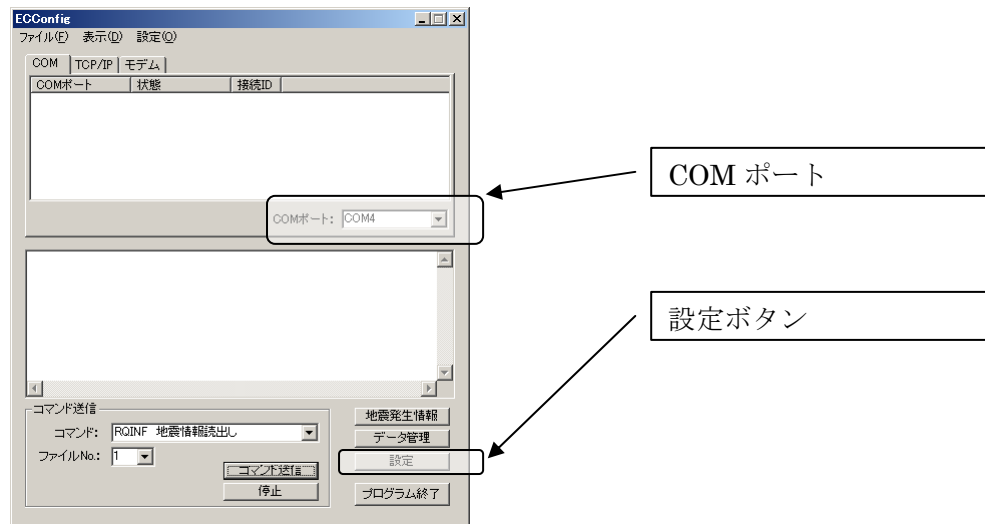 ECConfig
ファイル(F) 表示(D) 設定(O)
COM TCP/IP モデム
COMポート 状態 接続ID
COM ポート
COMポート: COM4
設定ボタン
コマンド送信
地震発生情報
コマンド: RQINF 地震情報読出し
データ管理
ファイルNo.: 1
設定
コマンド送信
停止
プログラム終了